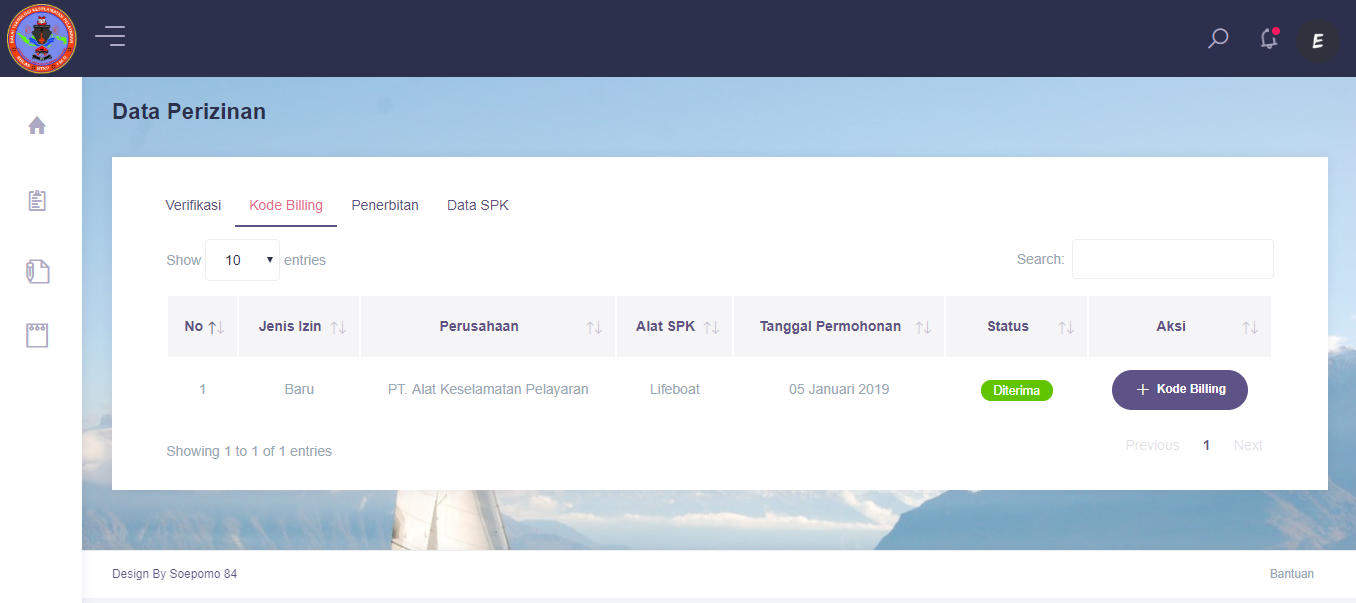 E
Data Perizinan
Verifikasi Kode Billing Penerbitan Data SPK
Show 10 entries Search:
No Jenis Izin Perusahaan Alat SPK Tanggal Permohonan Status Aksi
1 Baru PT. Alat Keselamatan Pelayaran Lifeboat 05 Januari 2019 Diterima + Kode Billing
Showing 1 to 1 of 1 entries Previous 1 Next
Design By Soepomo 84 Bantuan